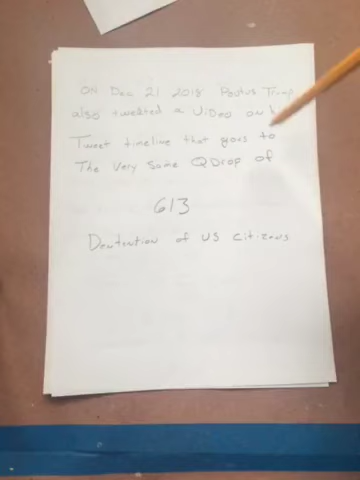 ON Dec 21 2018 Potus Trump
also tweeted a video on h
Tweet timeline that goes to
The Very Same Q Drop of
613
Dentention of US Citizens